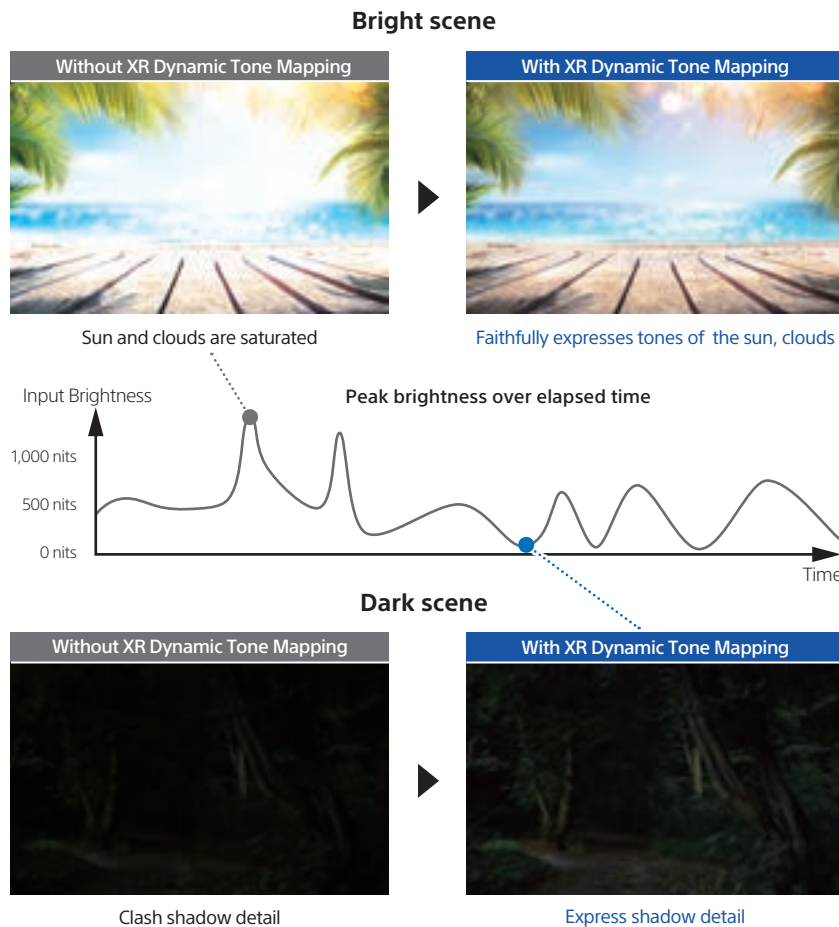 Bright scene
Without XR Dynamic Tone Mapping
With XR Dynamic Tone Mapping
Sun and clouds are saturated
Faithfully expresses tones of the sun, clouds
Input Brightness
Peak brightness over elapsed time
1,000 nits
500 nits
0 nits
Time
Dark scene
Without XR Dynamic Tone Mapping
With XR Dynamic Tone Mapping
Clash shadow detail
Express shadow detail